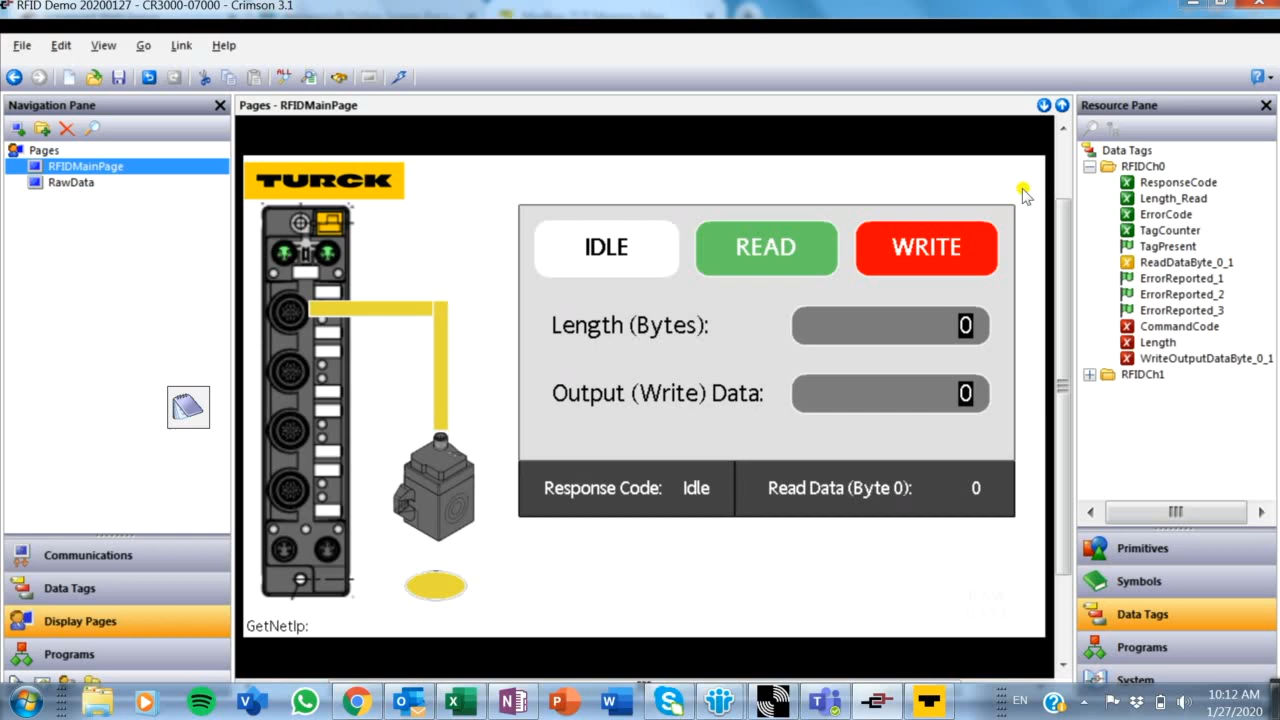 RFID Demo 20200127 - CR3000-07000 - Crimson 3.1
File Edit View Go Link Help
Navigation Pane
Pages
RFIDMainPage
RawData
Communications
Data Tags
Display Pages
Programs
Pages - RFIDMainPage
TURCK
IDLE READ WRITE
Length (Bytes): 0
Output (Write) Data: 0
Response Code: Idle Read Data (Byte 0): 0
GetNetIp:
Resource Pane
Data Tags
RFIDCh0
ResponseCode
Length_Read
ErrorCode
TagCounter
TagPresent
ReadDataByte_0_1
ErrorReported_1
ErrorReported_2
ErrorReported_3
CommandCode
Length
WriteOutputDataByte_0_1
RFIDCh1
Primitives
Symbols
Data Tags
Programs
System
EN
10:12 AM
1/27/2020